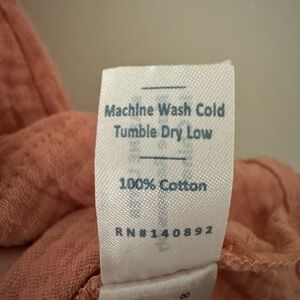 Machine Wash Cold
Tumble Dry Low
100% Cotton
RN#140892